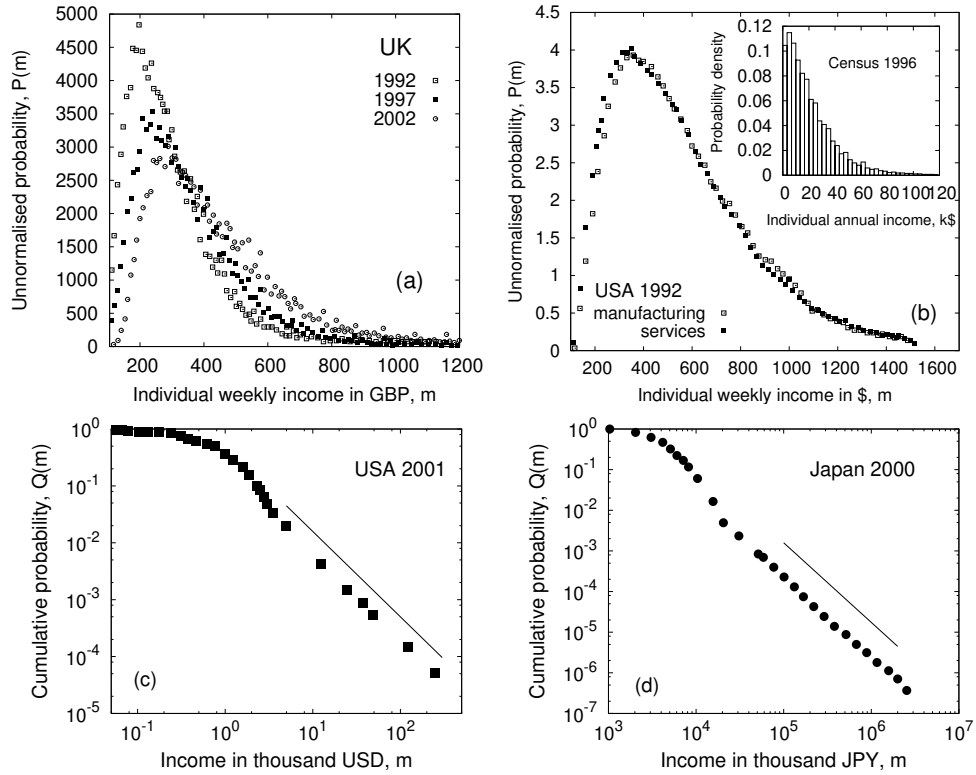 Unnormalised probability, P(m)
5000
4500
4000
3500
3000
2500
2000
1500
1000
500
0
UK
1992
1997
2002
(a)
200 400 600 800 1000 1200
Individual weekly income in GBP, m
Unnormalised probability, P(m)
4.5
4
3.5
3
2.5
2
1.5
1
0.5
0
USA 1992
manufacturing
services
(b)
200 400 600 800 1000 1200 1400 1600
Individual weekly income in $, m
Probability density
0.12
0.1
0.08
0.06
0.04
0.02
0
Census 1996
0 20 40 60 80 100 120
Individual annual income, k$
Cumulative probability, Q(m)
10^0
10^-1
10^-2
10^-3
10^-4
10^-5
USA 2001
(c)
10^-1 10^0 10^1 10^2
Income in thousand USD, m
Cumulative probability, Q(m)
10^0
10^-1
10^-2
10^-3
10^-4
10^-5
10^-6
10^-7
Japan 2000
(d)
10^3 10^4 10^5 10^6 10^7
Income in thousand JPY, m